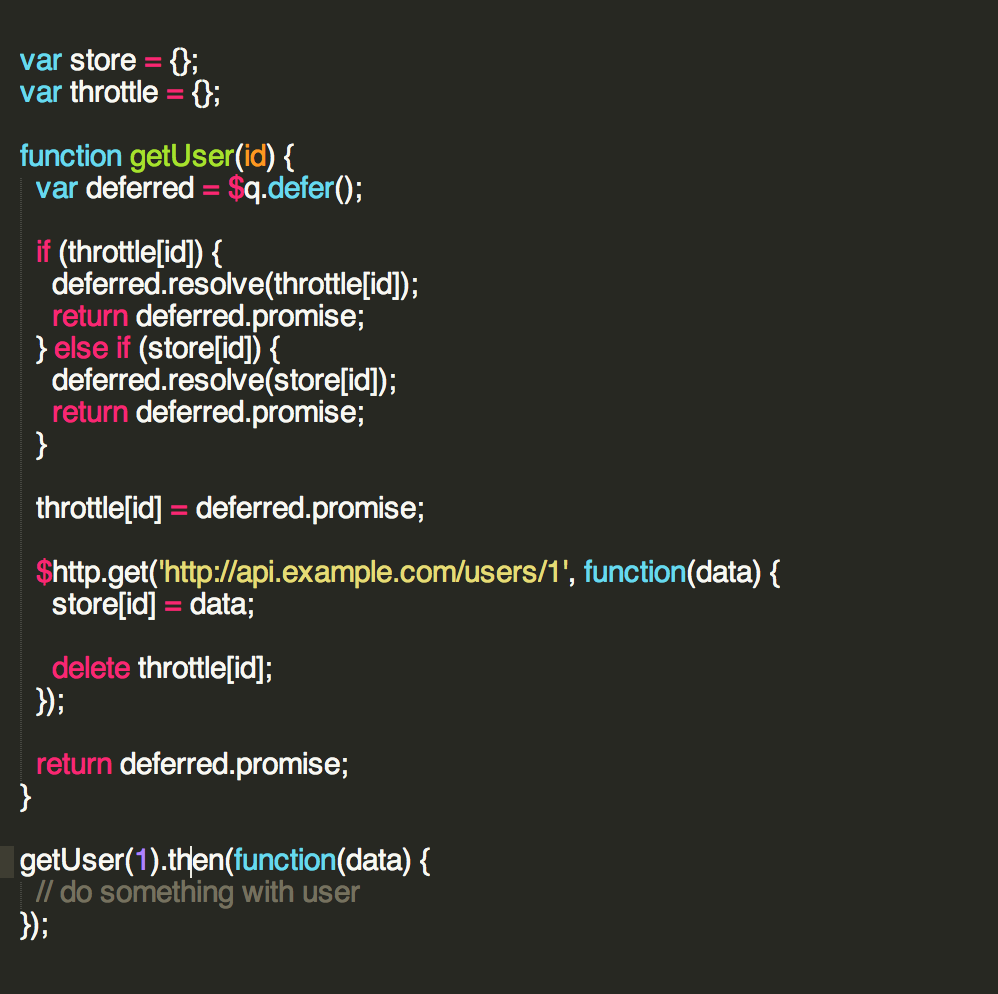 var store = {};
var throttle = {};
function getUser(id) {
var deferred = $q.defer();
if (throttle[id]) {
deferred.resolve(throttle[id]);
return deferred.promise;
} else if (store[id]) {
deferred.resolve(store[id]);
return deferred.promise;
}
throttle[id] = deferred.promise;
$http.get('http://api.example.com/users/1', function(data) {
store[id] = data;
delete throttle[id];
});
return deferred.promise;
}
getUser(1).then(function(data) {
// do something with user
});